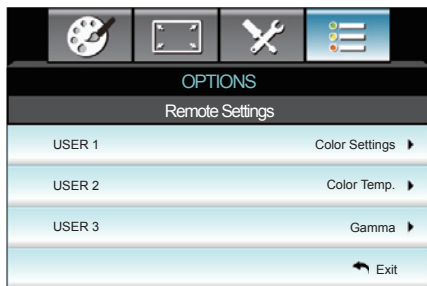 OPTIONS
Remote Settings
USER 1 Color Settings
USER 2 Color Temp.
USER 3 Gamma
Exit